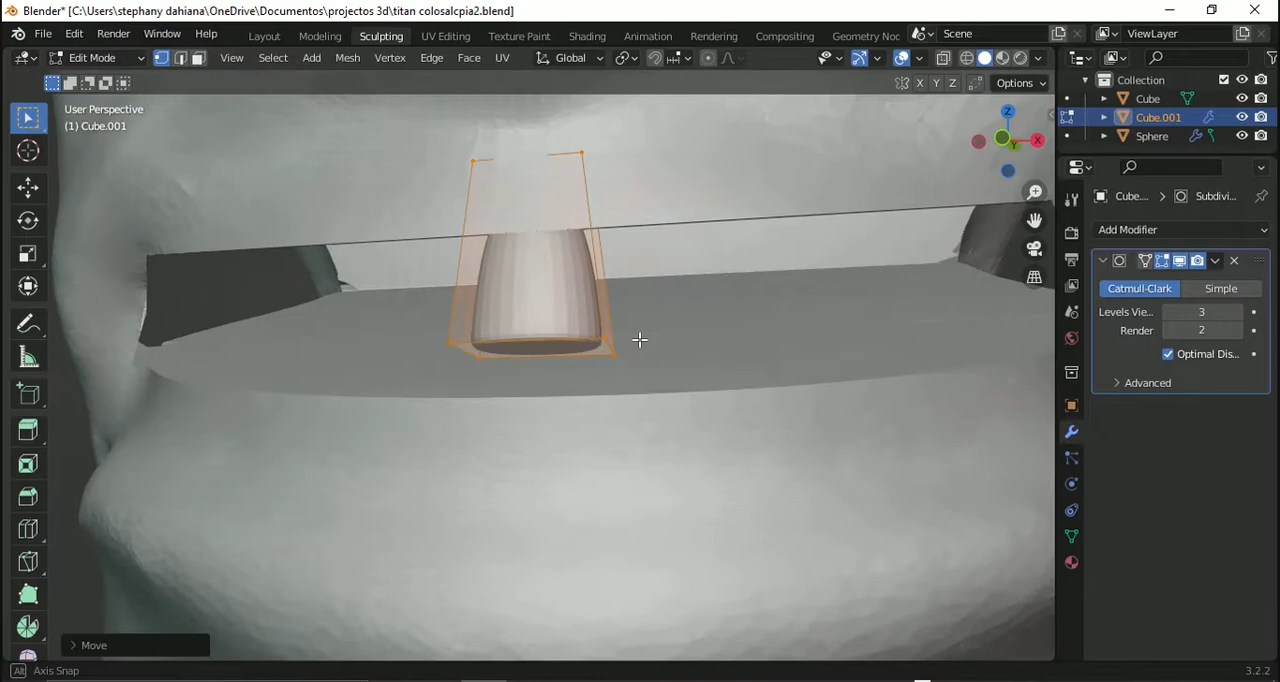 Blender* [C:\Users\stephany dahiana\OneDrive\Documentos\projectos 3d\titan colosalcpia2.blend]
File Edit Render Window Help Layout Modeling Sculpting UV Editing Texture Paint Shading Animation Rendering Compositing Geometry Noc Scene ViewLayer
Edit Mode View Select Add Mesh Vertex Edge Face UV Global
X Y Z Options
User Perspective
(1) Cube.001
Collection
Cube
Cube.001
Sphere
Z
X
Y
Cube.... Subdivi...
Add Modifier
Catmull-Clark Simple
Levels Vie... 3
Render 2
Optimal Dis...
Advanced
Move
Alt Axis Snap
3.2.2